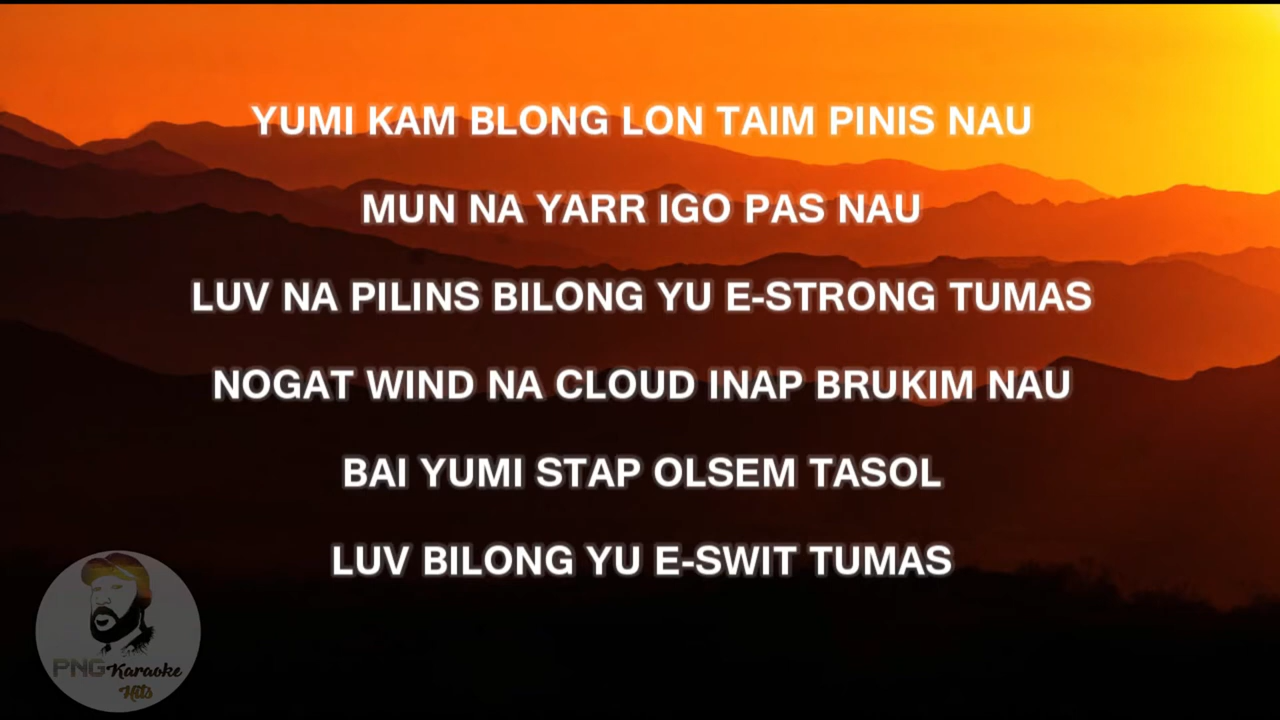 YUMI KAM BLONG LON TAIM PINIS NAU
MUN NA YARR IGO PAS NAU
LUV NA PILINS BILONG YU E-STRONG TUMAS
NOGAT WIND NA CLOUD INAP BRUKIM NAU
BAI YUMI STAP OLSEM TASOL
LUV BILONG YU E-SWIT TUMAS
PNG Karaoke
Hits